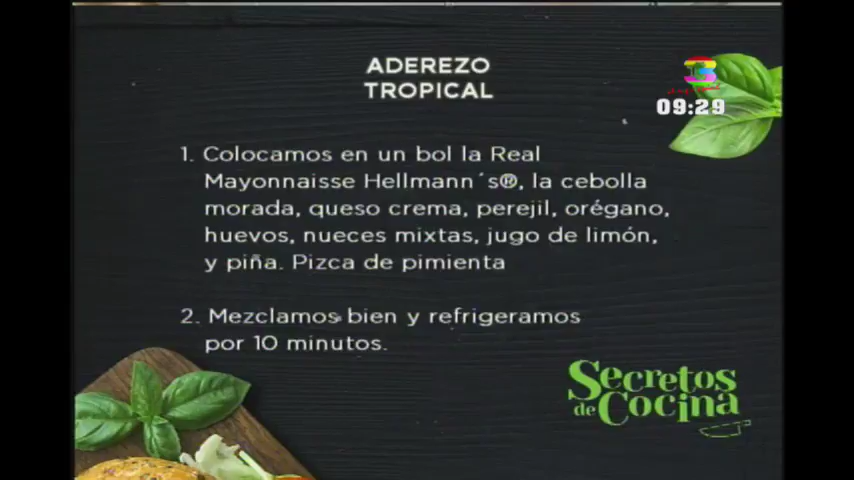 ADEREZO
TROPICAL
09:29
1. Colocamos en un bol la Real
Mayonnaisse Hellmann´s®, la cebolla
morada, queso crema, perejil, orégano,
huevos, nueces mixtas, jugo de limón,
y piña. Pizca de pimienta
2. Mezclamos bien y refrigeramos
por 10 minutos.
Secretos
de Cocina